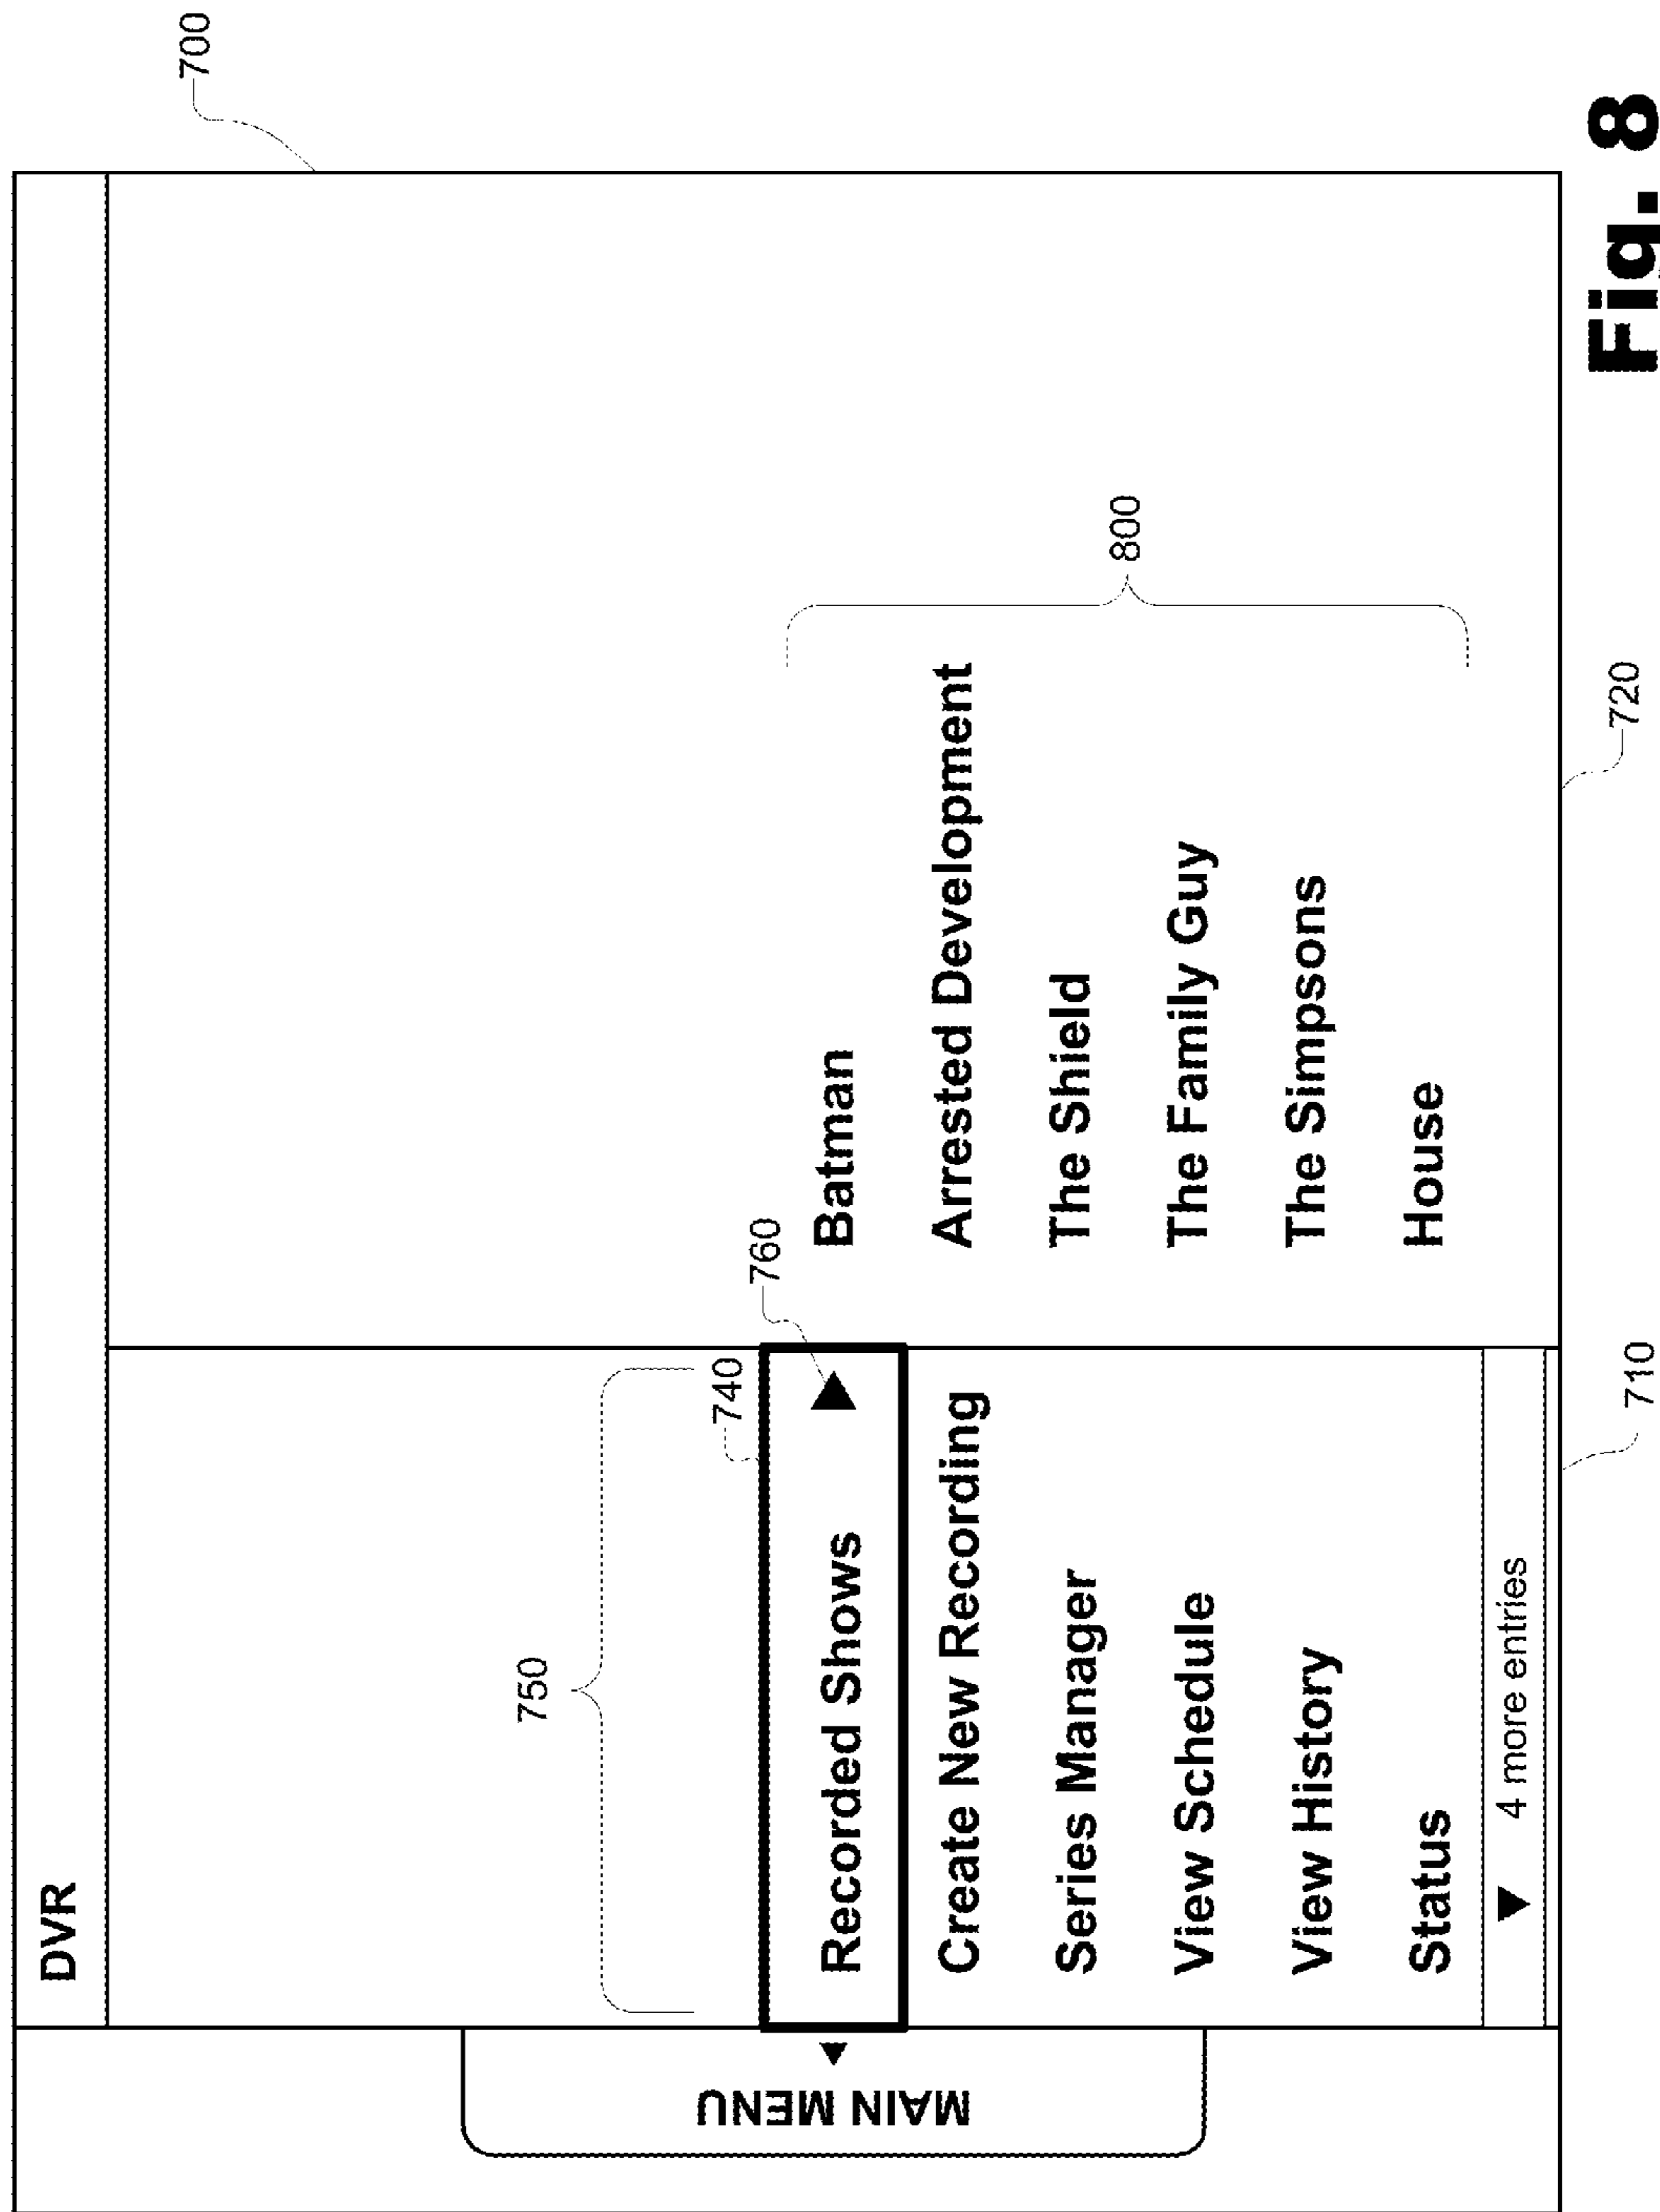 DVR
700
MAIN MENU
750
740
760
Recorded Shows
Create New Recording
Series Manager
View Schedule
View History
Status
4 more entries
Batman
Arrested Development
The Shield
The Family Guy
The Simpsons
House
800
710
720
Fig. 8